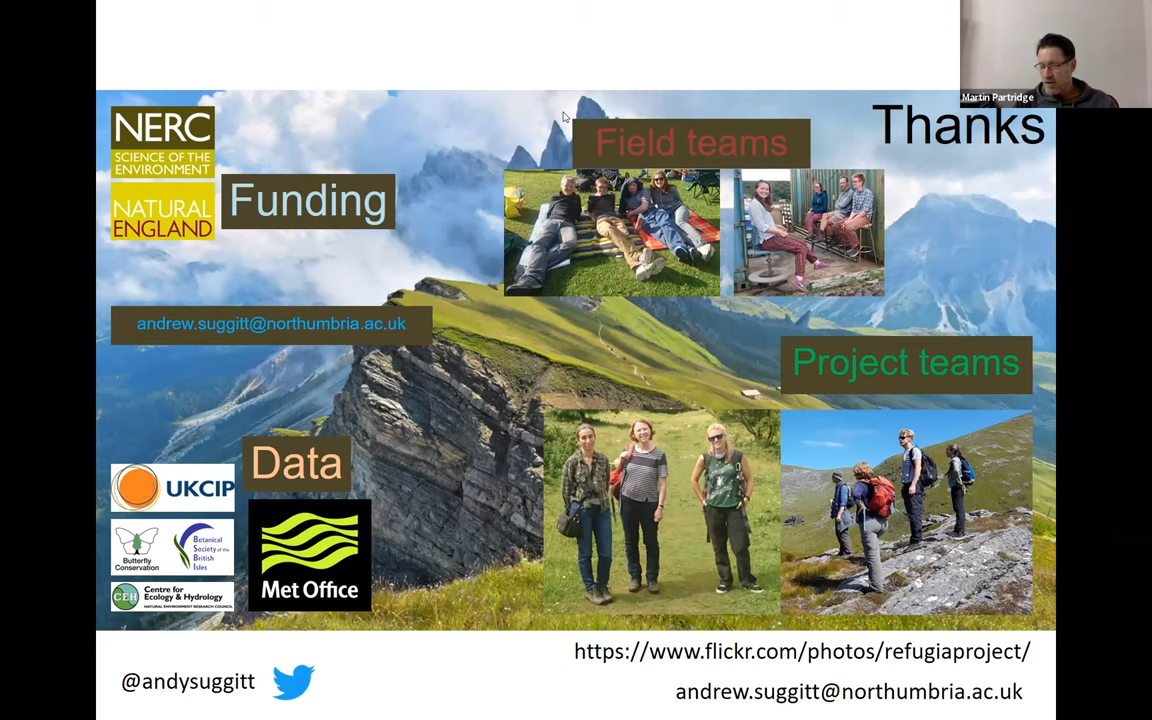 Martin Partridge
Thanks
NERC
SCIENCE OF THE
ENVIRONMENT
NATURAL
ENGLAND
Funding
Field teams
andrew.suggitt@northumbria.ac.uk
Project teams
Data
UKCIP
Butterfly
Conservation
Botanical
Society of the
British
Isles
CEH
Centre for
Ecology & Hydrology
NATURAL ENVIRONMENT RESEARCH COUNCIL
Met Office
@andysuggitt
https://www.flickr.com/photos/refugiaproject/
andrew.suggitt@northumbria.ac.uk